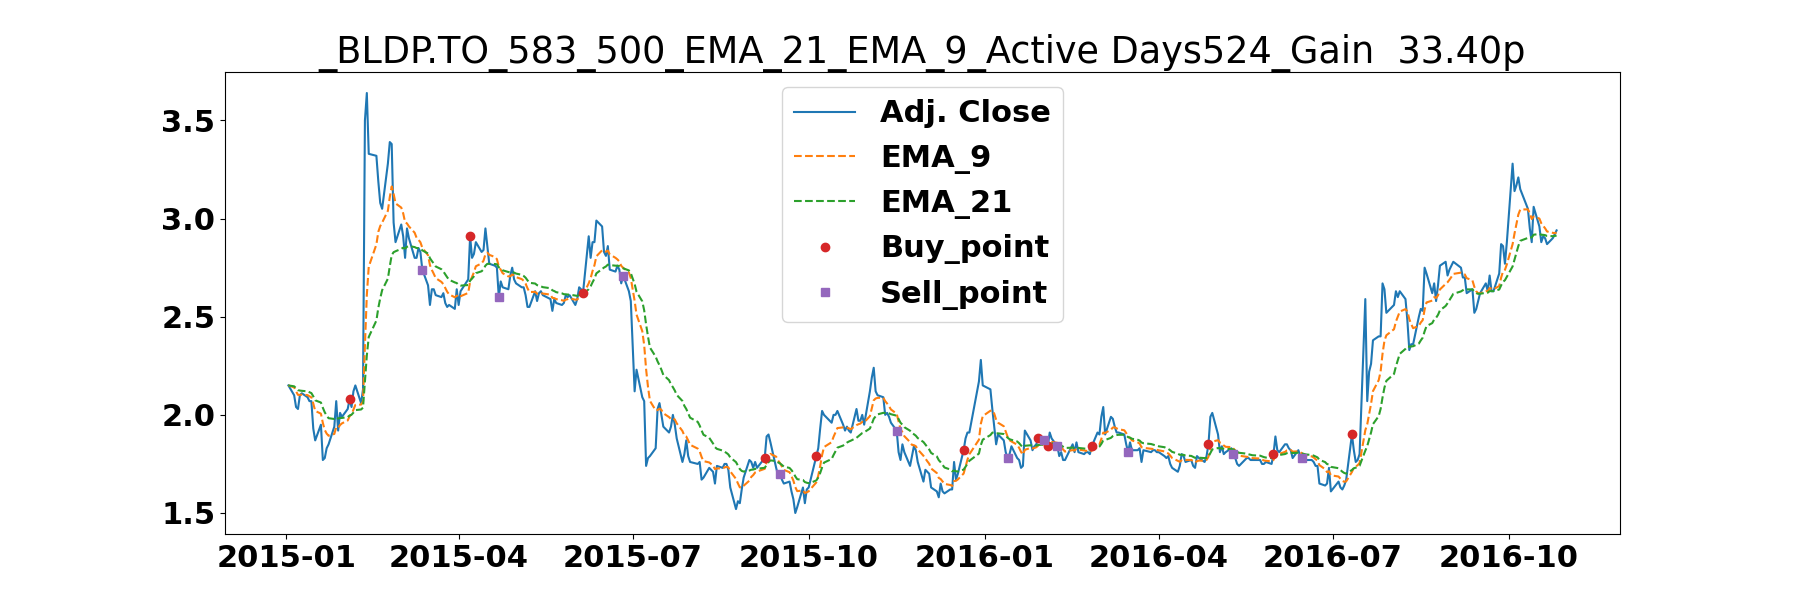 _BLDP.TO_583_500_EMA_21_EMA_9_Active Days524_Gain  33.40p
Adj. Close
EMA_9
EMA_21
Buy_point
Sell_point
3.5
3.0
2.5
2.0
1.5
2015-01 2015-04 2015-07 2015-10 2016-01 2016-04 2016-07 2016-10